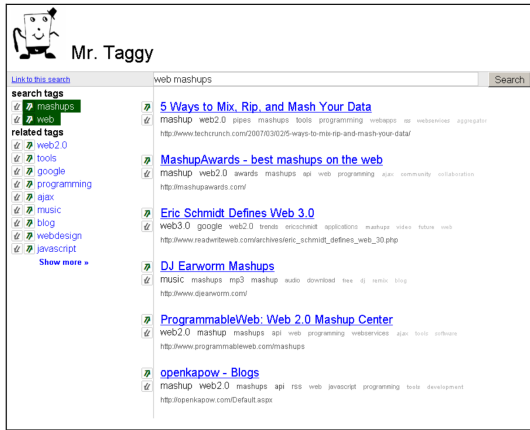 Mr. Taggy
Link to this search
web mashups
Search
search tags
mashups
web
related tags
web2.0
tools
google
programming
ajax
music
blog
webdesign
javascript
Show more »
5 Ways to Mix, Rip, and Mash Your Data
mashup web2.0 pipes mashups tools programming webapps api webservices aggregator
http://www.techcrunch.com/2007/03/02/5-ways-to-mix-rip-and-mash-your-data/
MashupAwards - best mashups on the web
mashup web2.0 awards mashups api web programming ajax community collaboration
http://mashupawards.com/
Eric Schmidt Defines Web 3.0
web3.0 google web2.0 trends ericschmidt applications mashups video future web
http://www.readwriteweb.com/archives/eric_schmidt_defines_web_30.php
DJ Earworm Mashups
music mashups mp3 mashup audio download free dj remix blog
http://www.djearworm.com/
ProgrammableWeb: Web 2.0 Mashup Center
web2.0 mashup mashups api web programming webservices ajax tools software
http://www.programmableweb.com/mashups
openkapow - Blogs
mashup web2.0 mashups api rss web javascript programming tools development
http://openkapow.com/Default.aspx